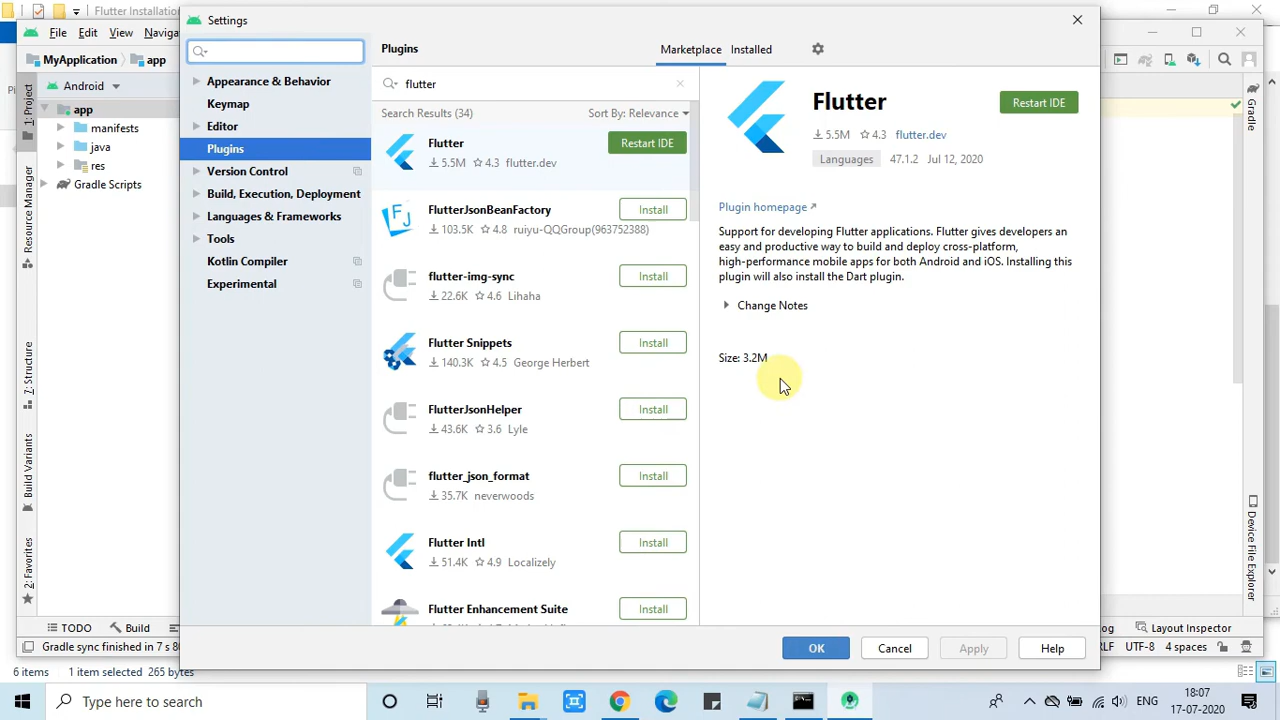 Flutter Installation
Settings
File Edit View Naviga
MyApplication app
Android
1: Project
app
manifests
java
res
Gradle Scripts
Resource Manager
7: Structure
Build Variants
2: Favorites
Appearance & Behavior
Keymap
Editor
Plugins
Version Control
Build, Execution, Deployment
Languages & Frameworks
Tools
Kotlin Compiler
Experimental
Plugins
Marketplace Installed
flutter
Search Results (34) Sort By: Relevance
Flutter Restart IDE
5.5M 4.3 flutter.dev
FlutterJsonBeanFactory Install
103.5K 4.8 ruiyu-QQGroup(963752388)
flutter-img-sync Install
22.6K 4.6 Lihaha
Flutter Snippets Install
140.3K 4.5 George Herbert
FlutterJsonHelper Install
43.6K 3.6 Lyle
flutter_json_format Install
35.7K neverwoods
Flutter Intl Install
51.4K 4.9 Localizely
Flutter Enhancement Suite Install
Flutter Restart IDE
5.5M 4.3 flutter.dev
Languages 47.1.2 Jul 12, 2020
Plugin homepage
Support for developing Flutter applications. Flutter gives developers an
easy and productive way to build and deploy cross-platform,
high-performance mobile apps for both Android and iOS. Installing this
plugin will also install the Dart plugin.
Change Notes
Size: 3.2M
OK Cancel Apply Help
Gradle
Device File Explorer
TODO Build
og Layout Inspector
Gradle sync finished in 7 s 8
RLF UTF-8 4 spaces
6 items 1 item selected 265 bytes
Type here to search
18:07
17-07-2020